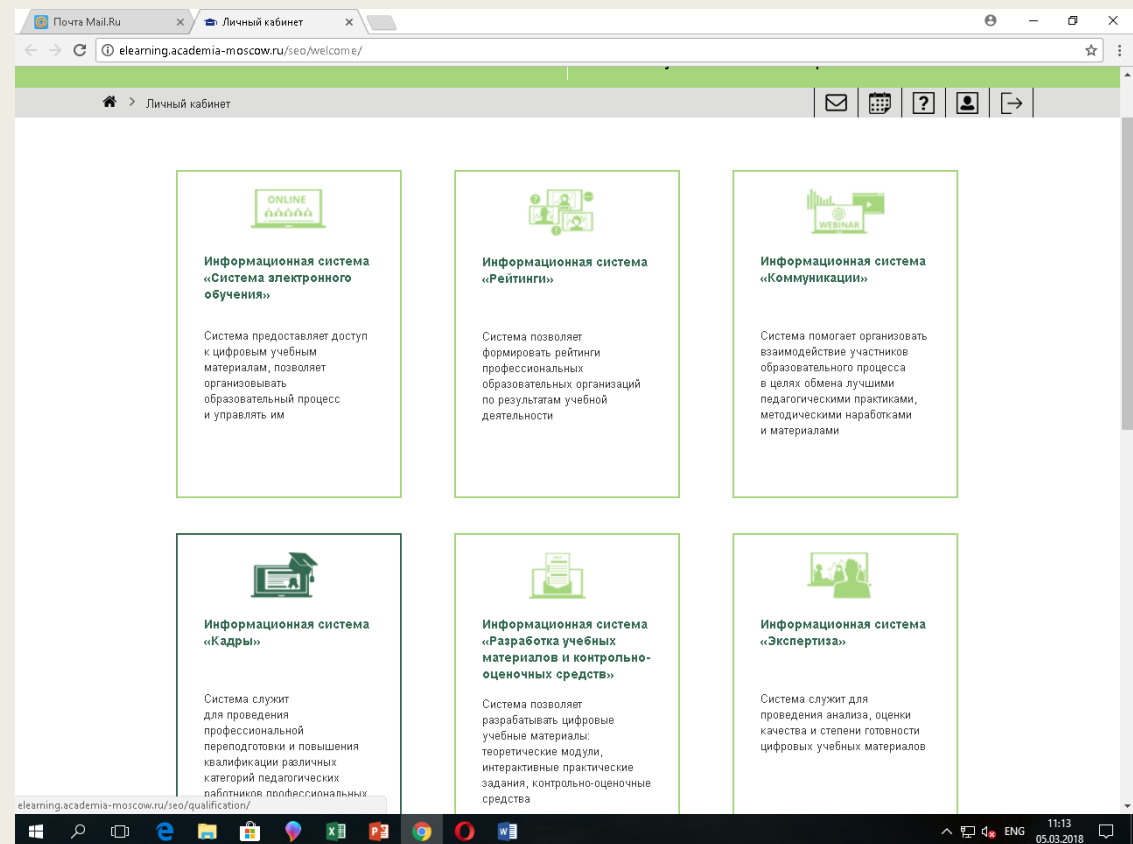 Почта Mail.Ru
Личный кабинет
elearning.academia-moscow.ru/seo/welcome/
Личный кабинет
ONLINE
Информационная система
«Система электронного
обучения»
Система предоставляет доступ
к цифровым учебным
материалам, позволяет
организовывать
образовательный процесс
и управлять им
Информационная система
«Рейтинги»
Система позволяет
формировать рейтинги
профессиональных
образовательных организаций
по результатам учебной
деятельности
WEBINAR
Информационная система
«Коммуникации»
Система помогает организовать
взаимодействие участников
образовательного процесса
в целях обмена лучшими
педагогическими практиками,
методическими наработками
и материалами
Информационная система
«Кадры»
Система служит
для проведения
профессиональной
переподготовки и повышения
квалификации различных
категорий педагогических
работников профессиональных
Информационная система
«Разработка учебных
материалов и контрольно-
оценочных средств»
Система позволяет
разрабатывать цифровые
учебные материалы:
теоретические модули,
интерактивные практические
задания, контрольно-оценочные
средства
Информационная система
«Экспертиза»
Система служит для
проведения анализа, оценки
качества и степени готовности
цифровых учебных материалов
elearning.academia-moscow.ru/seo/qualification/
ENG
11:13
05.03.2018